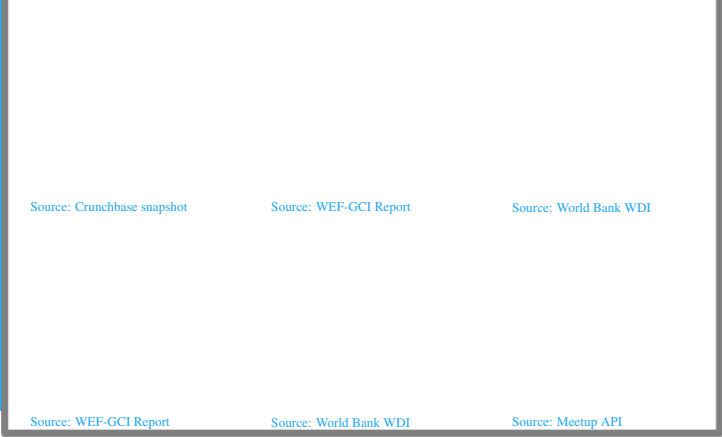 Source: Crunchbase snapshot
Source: WEF-GCI Report
Source: World Bank WDI
Source: WEF-GCI Report
Source: World Bank WDI
Source: Meetup API